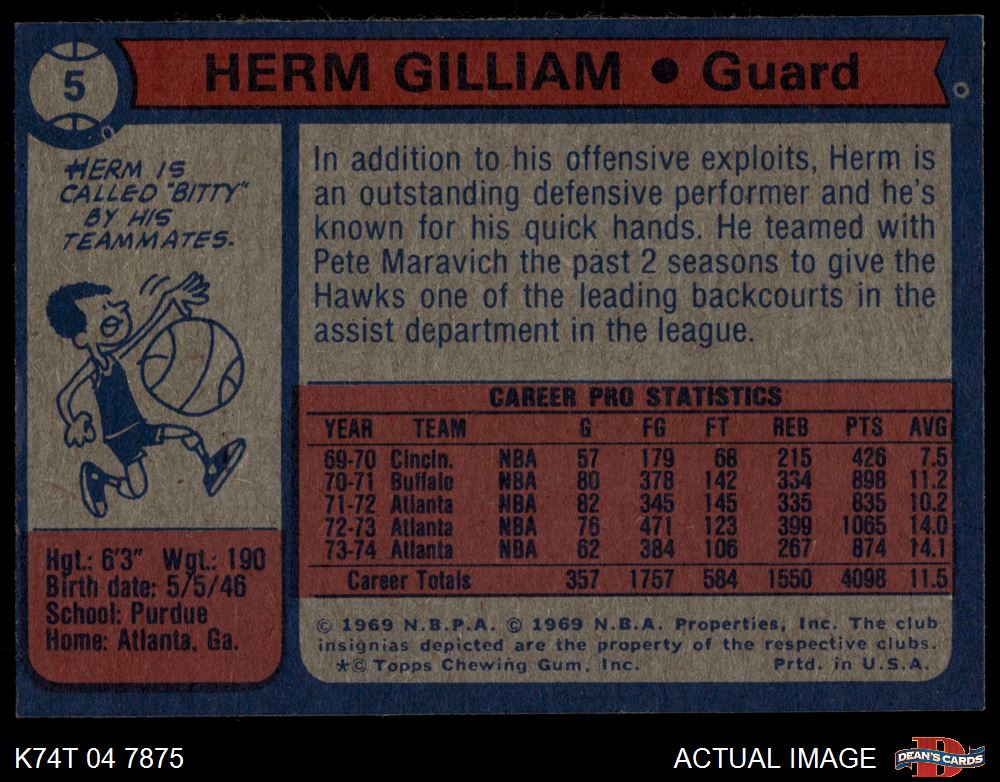 5
HERM GILLIAM ● Guard
HERM IS
CALLED "BITTY"
BY HIS
TEAMMATES.
In addition to his offensive exploits, Herm is
an outstanding defensive performer and he's
known for his quick hands. He teamed with
Pete Maravich the past 2 seasons to give the
Hawks one of the leading backcourts in the
assist department in the league.
CAREER PRO STATISTICS
YEAR TEAM G FG FT REB PTS AVG
69-70 Cincin. NBA 57 179 68 215 426 7.5
70-71 Buffalo NBA 80 378 142 334 898 11.2
71-72 Atlanta NBA 82 345 145 335 835 10.2
72-73 Atlanta NBA 76 471 123 399 1065 14.0
73-74 Atlanta NBA 62 384 106 267 874 14.1
Career Totals 357 1757 584 1550 4098 11.5
Hgt.: 6'3" Wgt.: 190
Birth date: 5/5/46
School: Purdue
Home: Atlanta, Ga.
© 1969 N.B.P.A. © 1969 N.B.A. Properties, Inc. The club
insignias depicted are the property of the respective clubs.
*© Topps Chewing Gum, Inc. Prtd. in U.S.A.
K74T 04 7875
ACTUAL IMAGE
D
DEAN'S CARDS